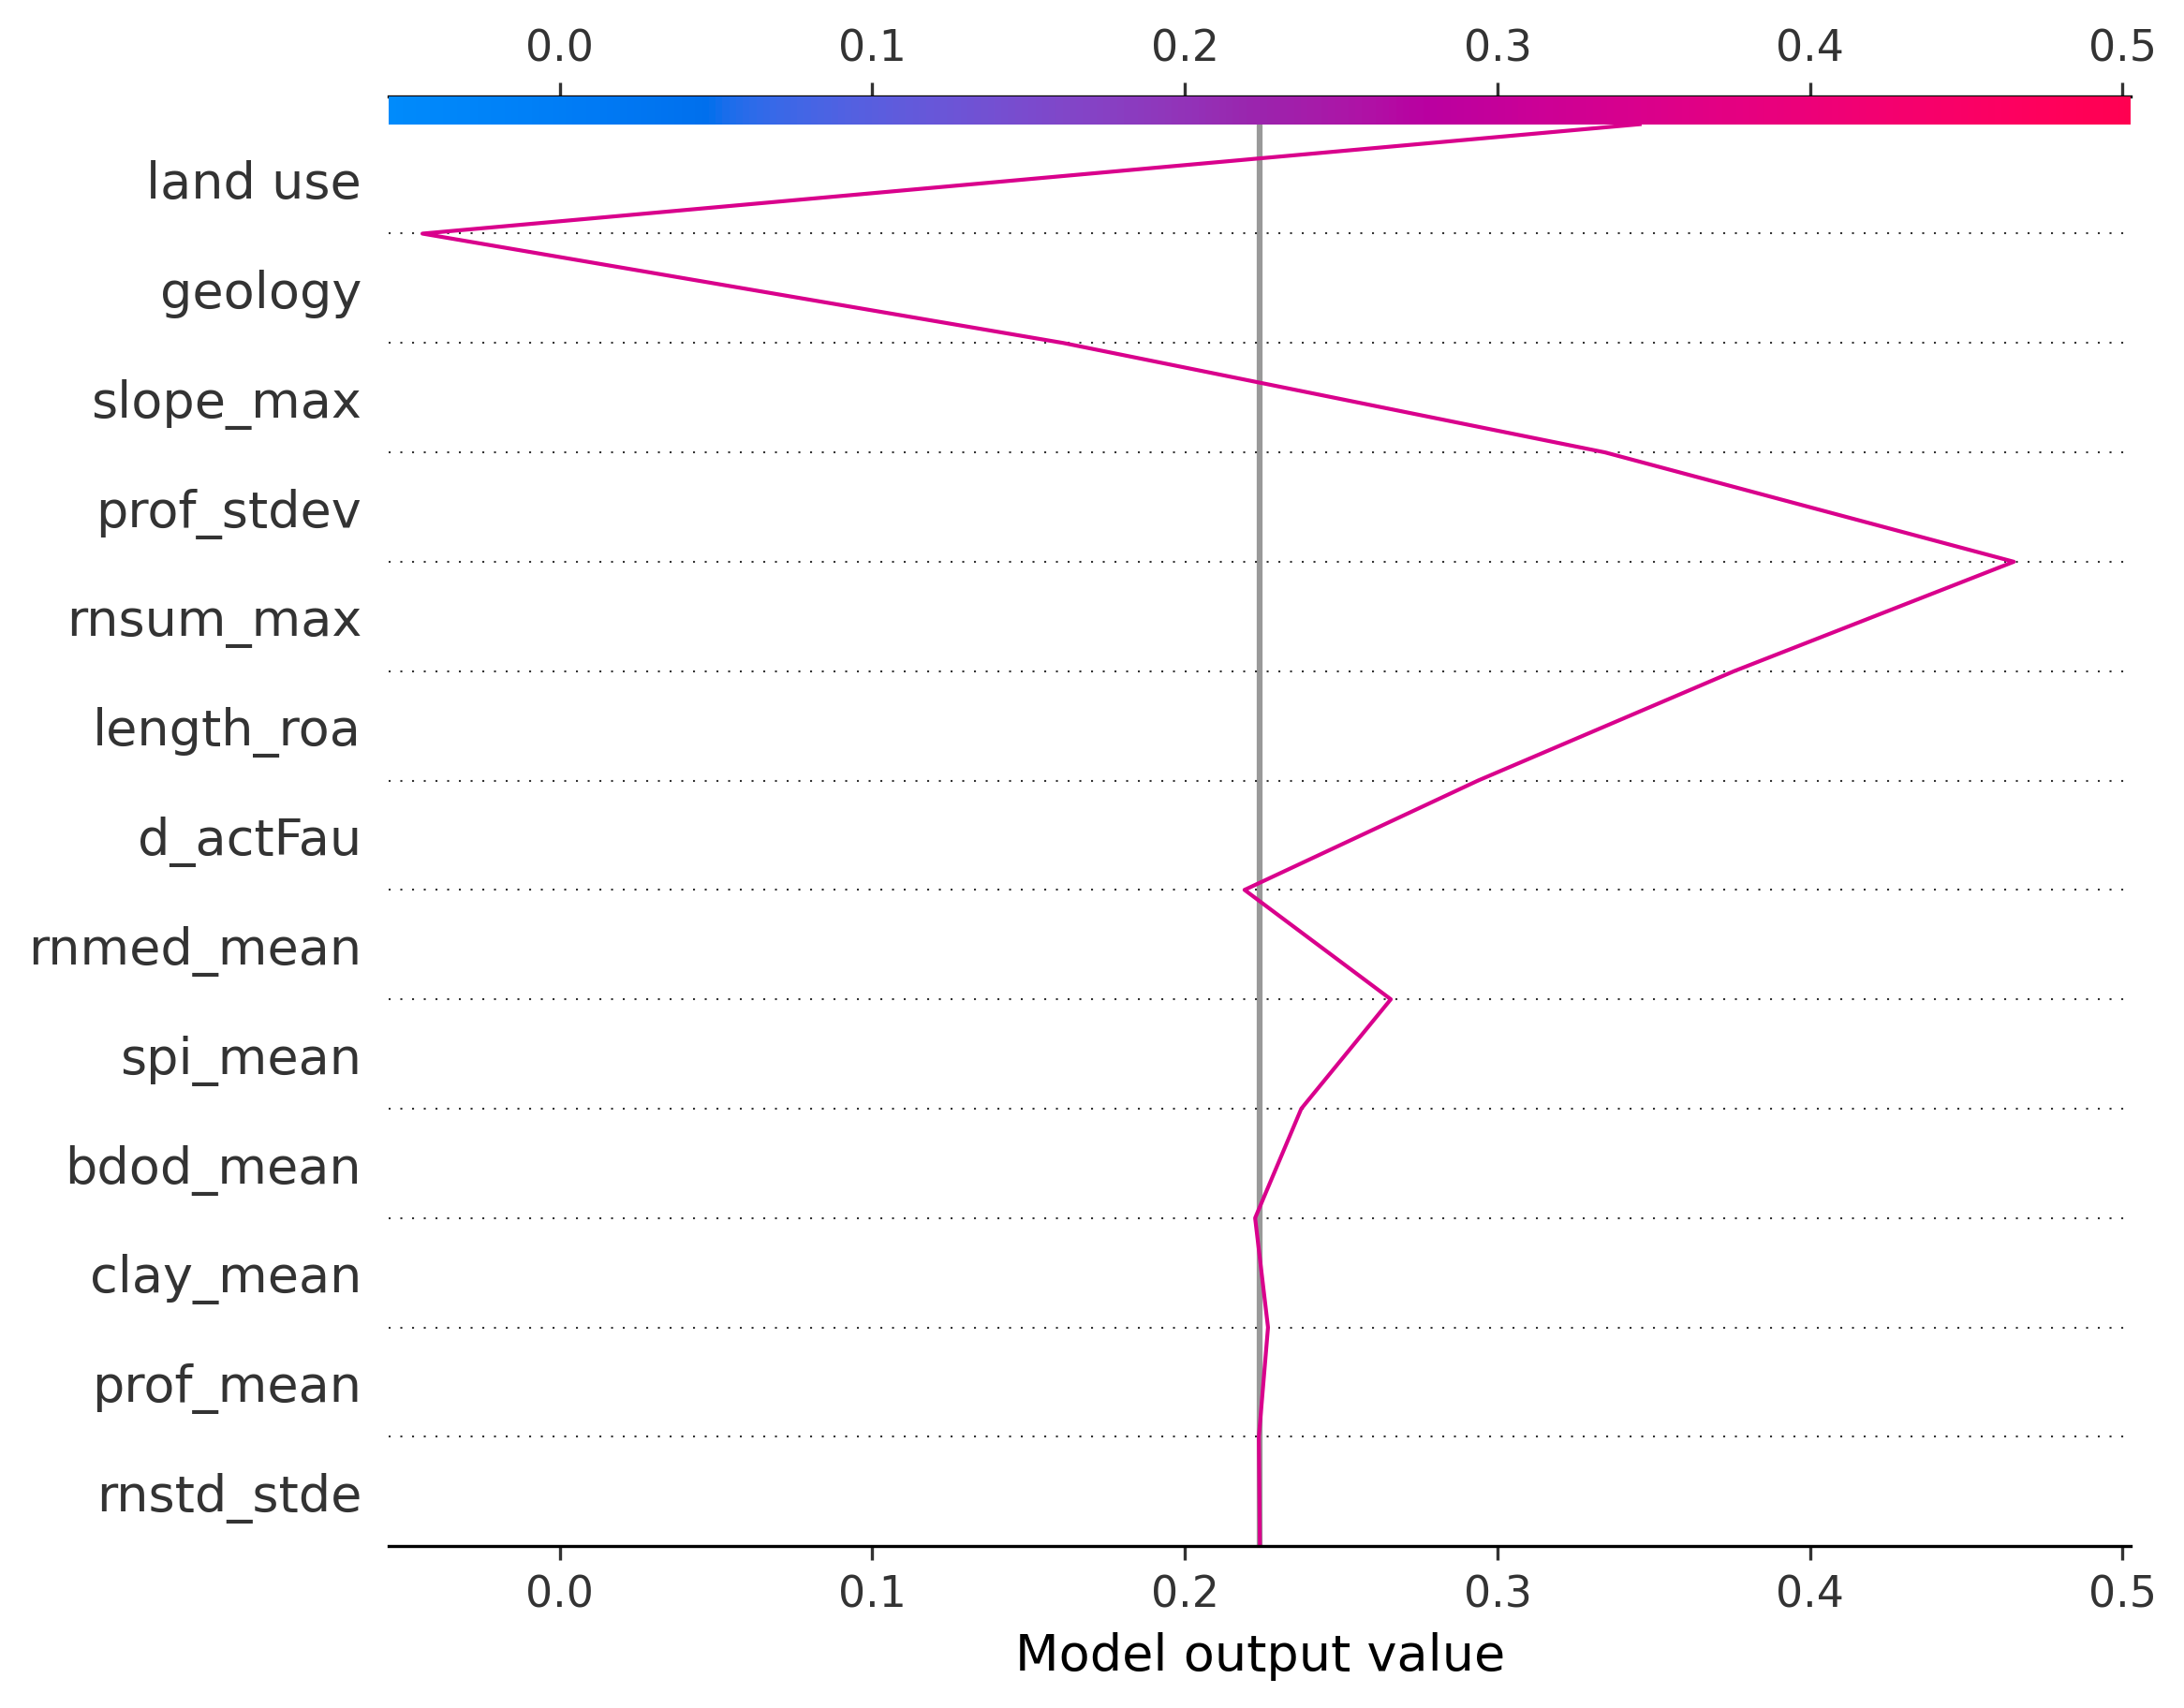 0.0 0.1 0.2 0.3 0.4 0.5
land use
geology
slope_max
prof_stdev
rnsum_max
length_roa
d_actFau
rnmed_mean
spi_mean
bdod_mean
clay_mean
prof_mean
rnstd_stde
0.0 0.1 0.2 0.3 0.4 0.5
Model output value